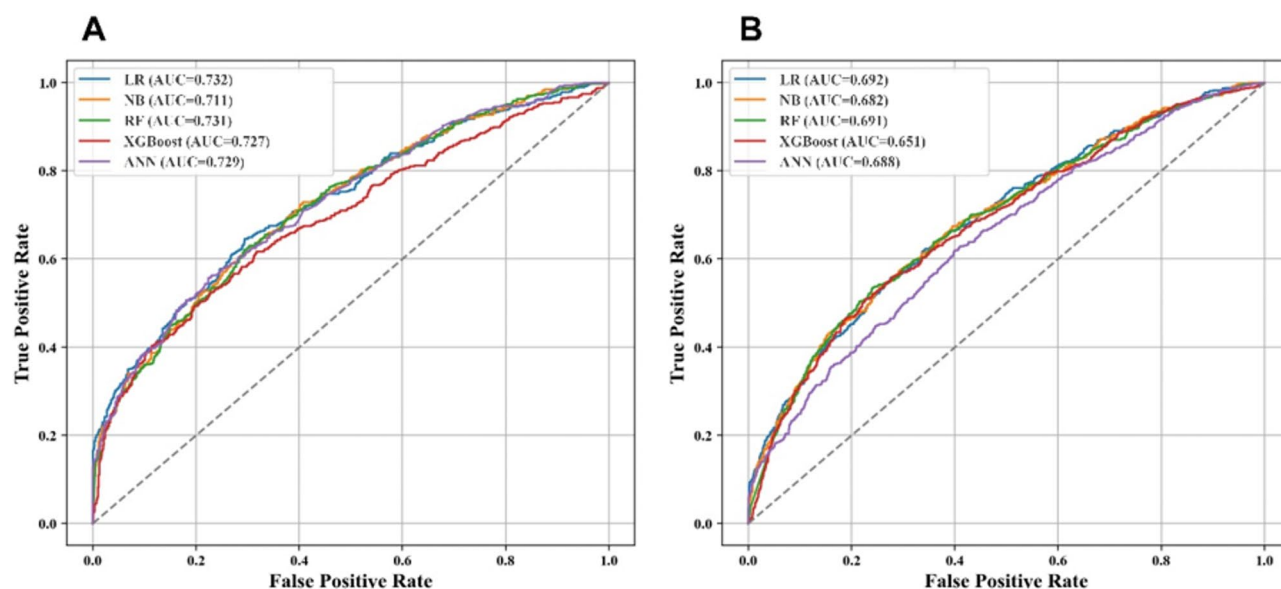 A
LR (AUC=0.732)
NB (AUC=0.711)
RF (AUC=0.731)
XGBoost (AUC=0.727)
ANN (AUC=0.729)
1.0
0.8
0.6
0.4
0.2
0.0
True Positive Rate
0.0 0.2 0.4 0.6 0.8 1.0
False Positive Rate
B
LR (AUC=0.692)
NB (AUC=0.682)
RF (AUC=0.691)
XGBoost (AUC=0.651)
ANN (AUC=0.688)
1.0
0.8
0.6
0.4
0.2
0.0
True Positive Rate
0.0 0.2 0.4 0.6 0.8 1.0
False Positive Rate